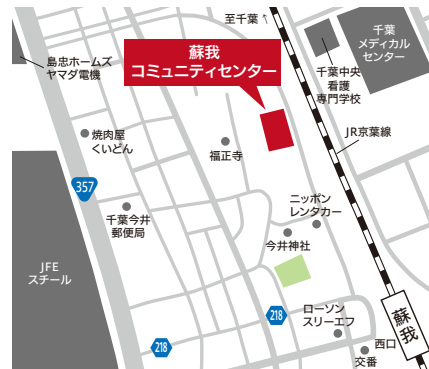 至千葉
千葉
メディカル
センター
島忠ホームズ
ヤマダ電機
蘇我
コミュニティセンター
千葉中央
看護
専門学校
焼肉屋
くいどん
福正寺
JR京葉線
357
千葉今井
郵便局
ニッポン
レンタカー
今井神社
JFE
スチール
ローソン
スリーエフ
218
218
蘇我
西口
交番